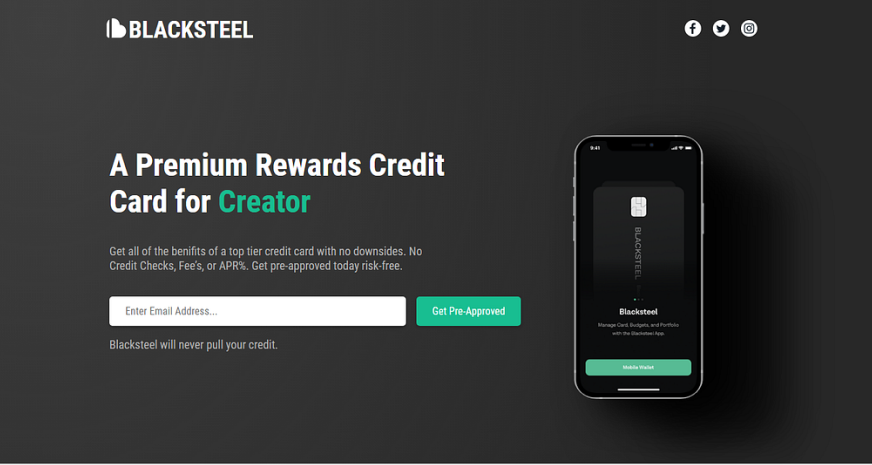 BLACKSTEEL
A Premium Rewards Credit
Card for Creator
Get all of the benifits of a top tier credit card with no downsides. No
Credit Checks, Fee's, or APR%. Get pre-approved today risk-free.
Enter Email Address...
Get Pre-Approved
Blacksteel will never pull your credit.
9:41
BLACKSTEEL
Blacksteel
Manage Card, Budgets, and Portfolio
with the Blacksteel App.
Mobile Wallet